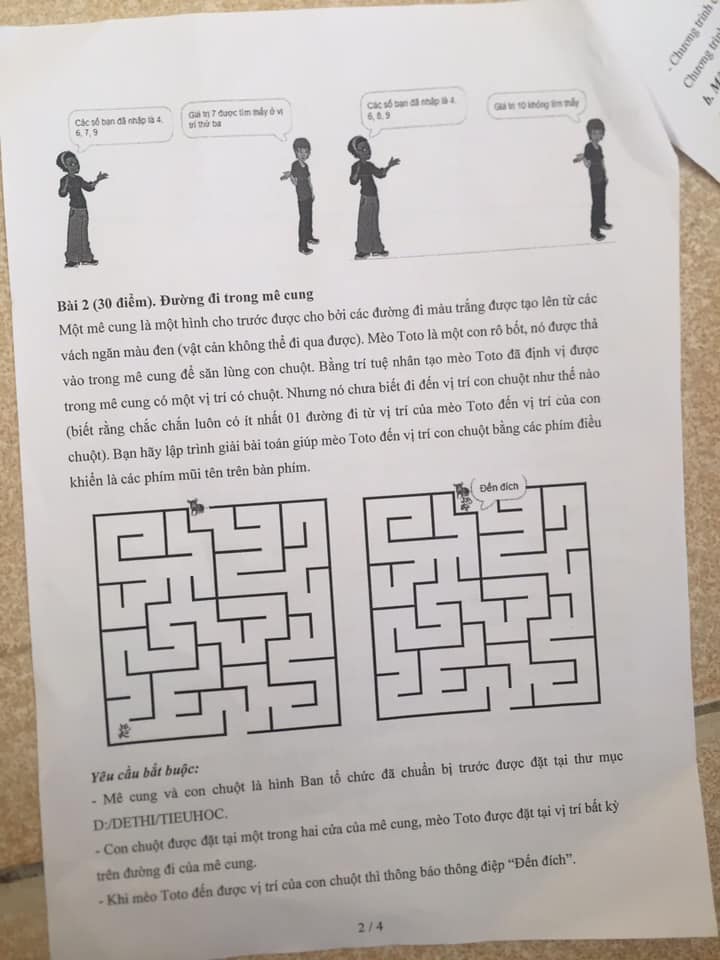 - Chương trình
Chương trìn
b. M
Các số bạn đã nhập là 4,
6, 7, 9
Giá trị 7 được tìm thấy ở vị
trí thứ ba
Các số bạn đã nhập là 4,
6, 8, 9
Giá trị 10 không tìm thấy
Bài 2 (30 điểm). Đường đi trong mê cung
Một mê cung là một hình cho trước được cho bởi các đường đi màu trắng được tạo lên từ các
vách ngăn màu đen (vật cản không thể đi qua được). Mèo Toto là một con rô bốt, nó được thả
vào trong mê cung để săn lùng con chuột. Bằng trí tuệ nhân tạo mèo Toto đã định vị được
trong mê cung có một vị trí có chuột. Nhưng nó chưa biết đi đến vị trí con chuột như thế nào
(biết rằng chắc chắn luôn có ít nhất 01 đường đi từ vị trí của mèo Toto đến vị trí của con
chuột). Bạn hãy lập trình giải bài toán giúp mèo Toto đến vị trí con chuột bằng các phím điều
khiển là các phím mũi tên trên bàn phím.
Đến đích
Yêu cầu bắt buộc:
- Mê cung và con chuột là hình Ban tổ chức đã chuẩn bị trước được đặt tại thư mục
D:/DETHI/TIEUHOC.
- Con chuột được đặt tại một trong hai cửa của mê cung, mèo Toto được đặt tại vị trí bất kỳ
trên đường đi của mê cung.
- Khi mèo Toto đến được vị trí của con chuột thì thông báo thông điệp “Đến đích”.
2 / 4